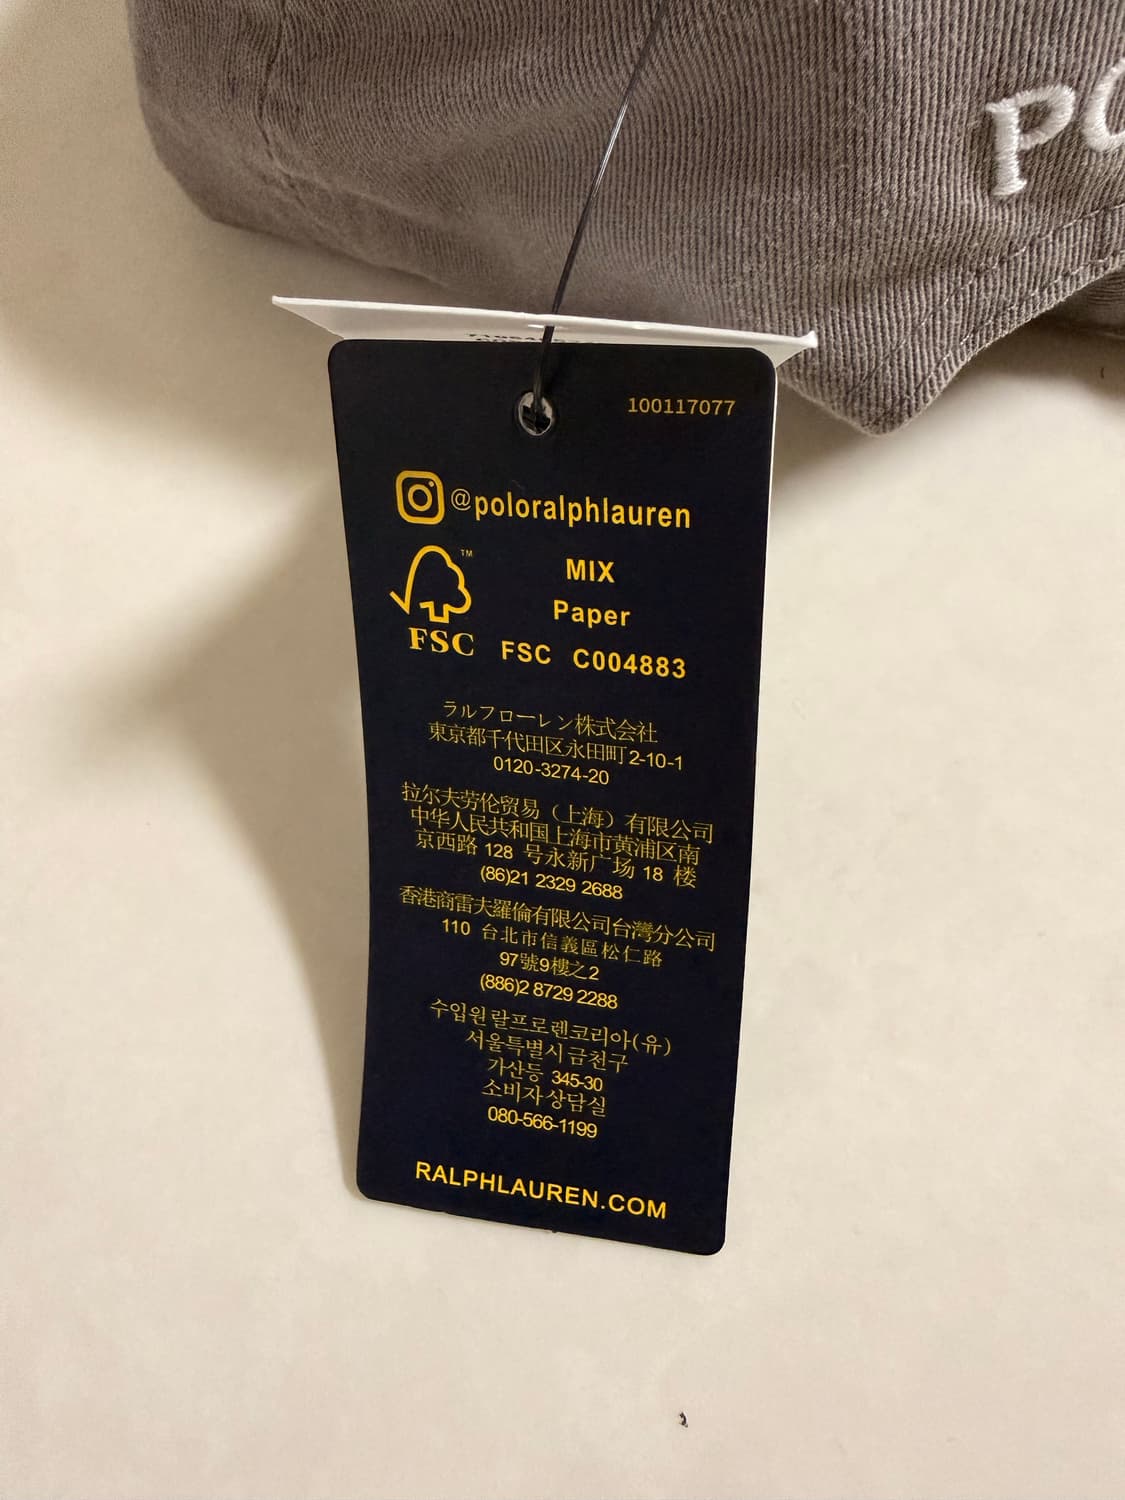 PO
100117077
@poloralphlauren
™
MIX
Paper
FSC FSC C004883
ラルフローレン株式会社
東京都千代田区永田町2-10-1
0120-3274-20
拉尔夫劳伦贸易（上海）有限公司
中华人民共和国上海市黄浦区南
京西路 128 号永新广场 18 楼
(86)21 2329 2688
香港商雷夫羅倫有限公司台灣分公司
110 台北市信義區松仁路
97號9樓之2
(886)2 8729 2288
수입원랄프로렌코리아(유)
서울특별시금천구
가산등 345-30
소비자상담실
080-566-1199
RALPHLAUREN.COM